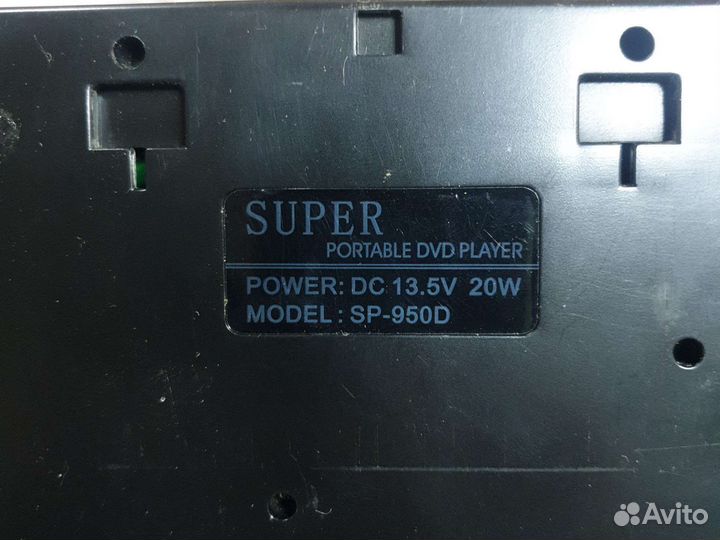 SUPER
PORTABLE DVD PLAYER
POWER: DC 13.5V 20W
MODEL : SP-950D
Avito